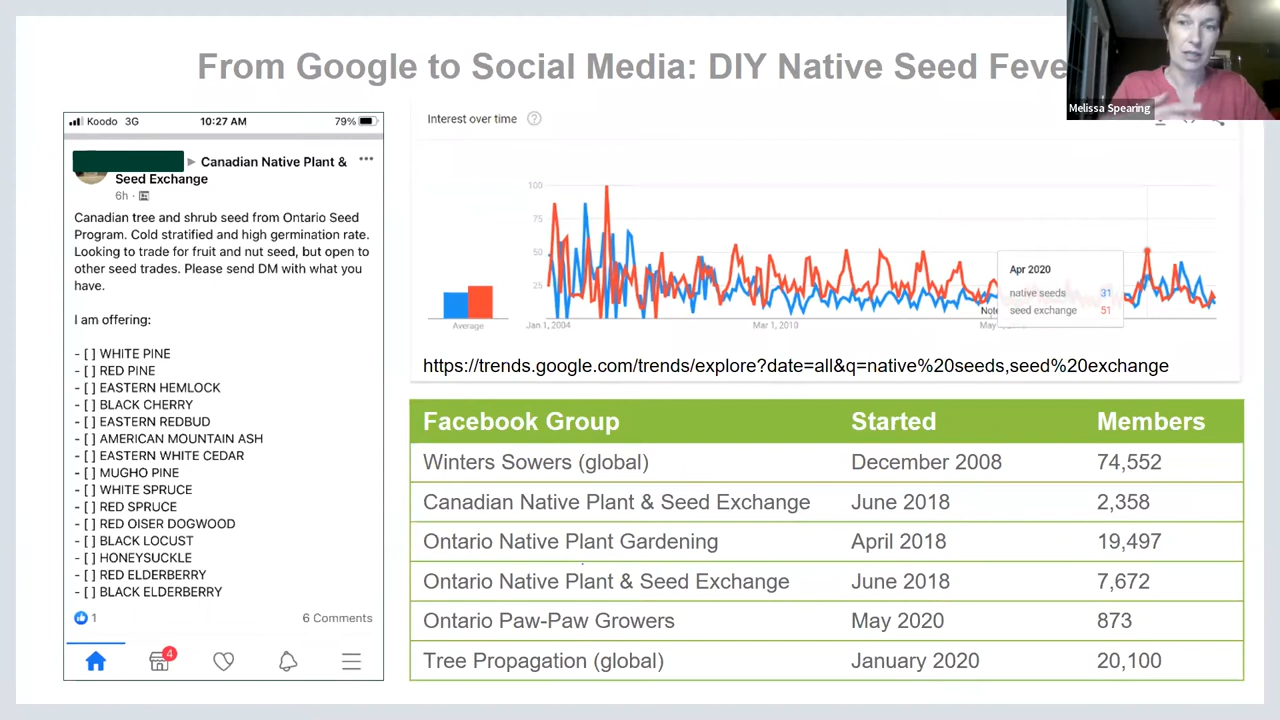 From Google to Social Media: DIY Native Seed Feve
Melissa Spearing
Koodo 3G 10:27 AM 79%
Canadian Native Plant &
Seed Exchange
6h ·
Canadian tree and shrub seed from Ontario Seed
Program. Cold stratified and high germination rate.
Looking to trade for fruit and nut seed, but open to
other seed trades. Please send DM with what you
have.
I am offering:
- [ ] WHITE PINE
- [ ] RED PINE
- [ ] EASTERN HEMLOCK
- [ ] BLACK CHERRY
- [ ] EASTERN REDBUD
- [ ] AMERICAN MOUNTAIN ASH
- [ ] EASTERN WHITE CEDAR
- [ ] MUGHO PINE
- [ ] WHITE SPRUCE
- [ ] RED SPRUCE
- [ ] RED OISER DOGWOOD
- [ ] BLACK LOCUST
- [ ] HONEYSUCKLE
- [ ] RED ELDERBERRY
- [ ] BLACK ELDERBERRY
1 6 Comments
4
Interest over time ?
100
75
50
25
Average
Jan 1, 2004 Mar 1, 2010
Apr 2020
native seeds 31
seed exchange 51
https://trends.google.com/trends/explore?date=all&q=native%20seeds,seed%20exchange
Facebook Group Started Members
Winters Sowers (global) December 2008 74,552
Canadian Native Plant & Seed Exchange June 2018 2,358
Ontario Native Plant Gardening April 2018 19,497
Ontario Native Plant & Seed Exchange June 2018 7,672
Ontario Paw-Paw Growers May 2020 873
Tree Propagation (global) January 2020 20,100